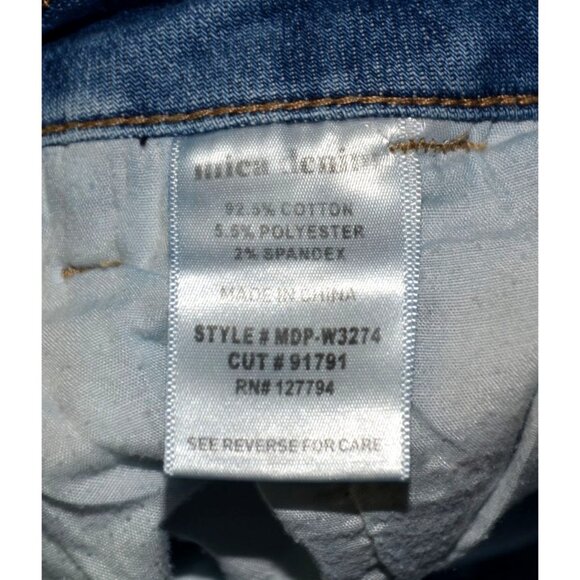 mica denim
92.5% COTTON
5.5% POLYESTER
2% SPANDEX
MADE IN CHINA
STYLE # MDP-W3274
CUT # 91791
RN# 127794
SEE REVERSE FOR CARE